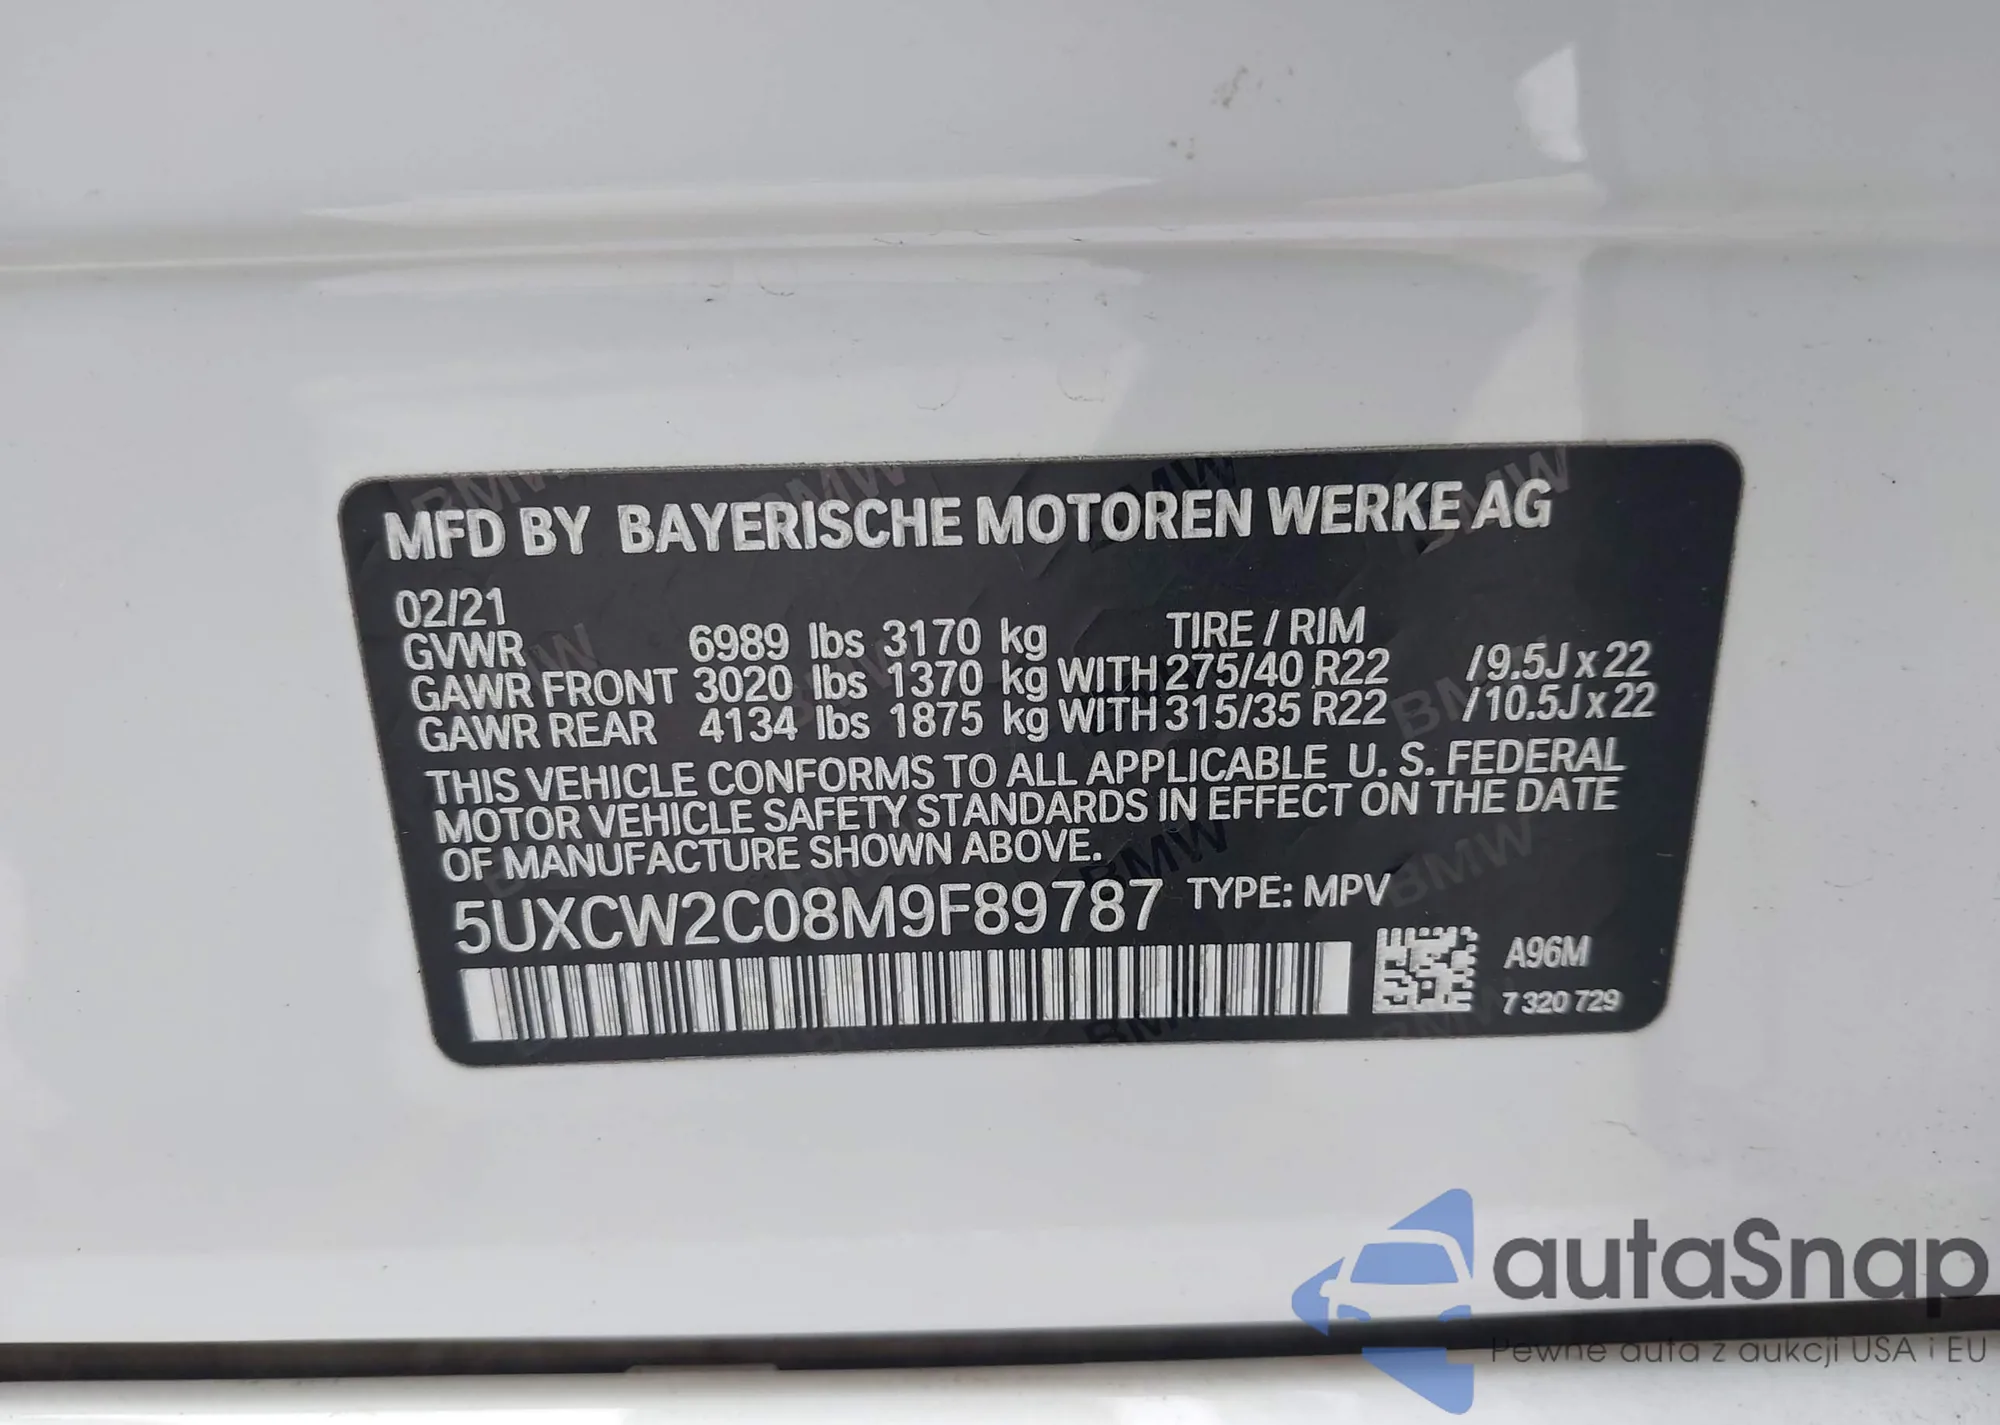 MFD BY BAYERISCHE MOTOREN WERKE AG
02/21
TIRE / RIM
GVWR 6989 lbs 3170 kg
GAWR FRONT 3020 lbs 1370 kg WITH 275/40 R22 /9.5J x 22
GAWR REAR 4134 lbs 1875 kg WITH 315/35 R22 /10.5J x 22
THIS VEHICLE CONFORMS TO ALL APPLICABLE U. S. FEDERAL
MOTOR VEHICLE SAFETY STANDARDS IN EFFECT ON THE DATE
OF MANUFACTURE SHOWN ABOVE.
5UXCW2C08M9F89787 TYPE: MPV
A96M
7 320 729
autaSnap
Pewne auta z aukcji USA i EU